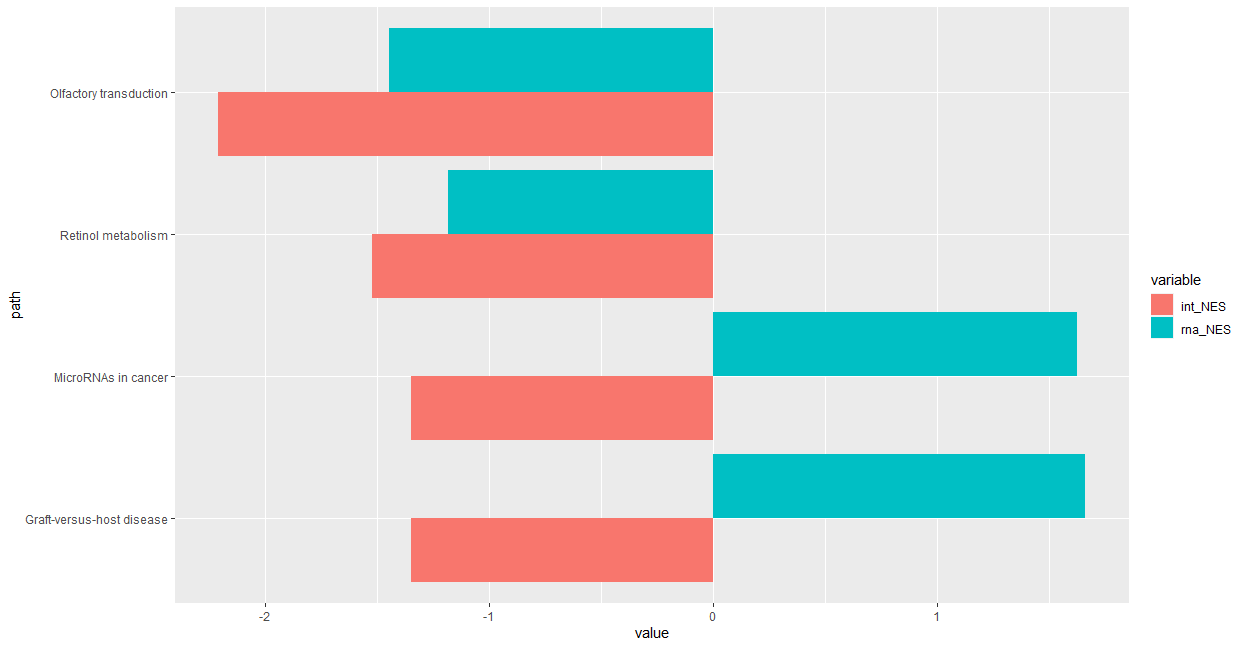 Olfactory transduction
Retinol metabolism
MicroRNAs in cancer
Graft-versus-host disease
path
-2
-1
0
1
value
variable
int_NES
rna_NES